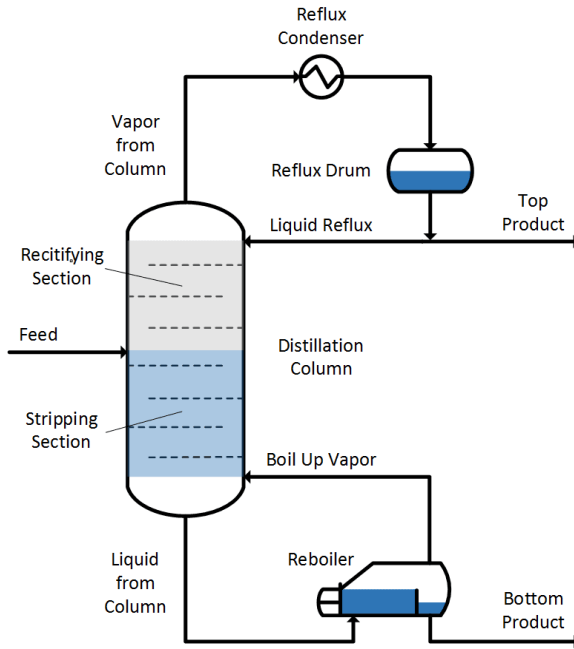 Reflux
Condenser
Vapor
from
Column
Reflux Drum
Liquid Reflux
Top
Product
Recitifying
Section
Feed
Distillation
Column
Stripping
Section
Boil Up Vapor
Liquid
from
Column
Reboiler
Bottom
Product